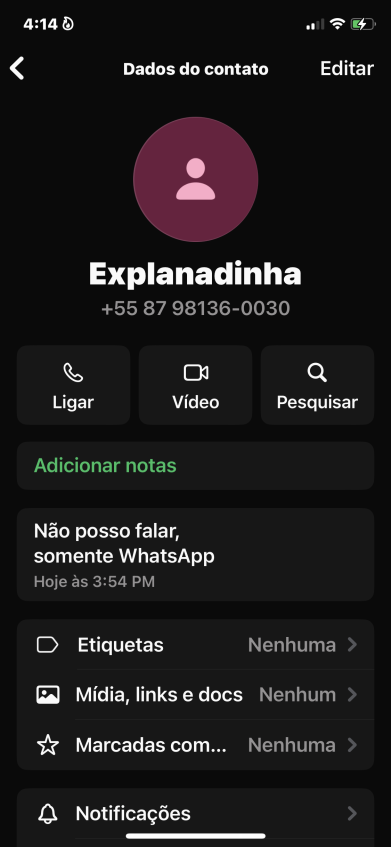 4:14
Dados do contato
Editar
Explanadinha
+55 87 98136-0030
Ligar
Vídeo
Pesquisar
Adicionar notas
Não posso falar,
somente WhatsApp
Hoje às 3:54 PM
Etiquetas Nenhuma
Mídia, links e docs Nenhum
Marcadas com... Nenhuma
Notificações